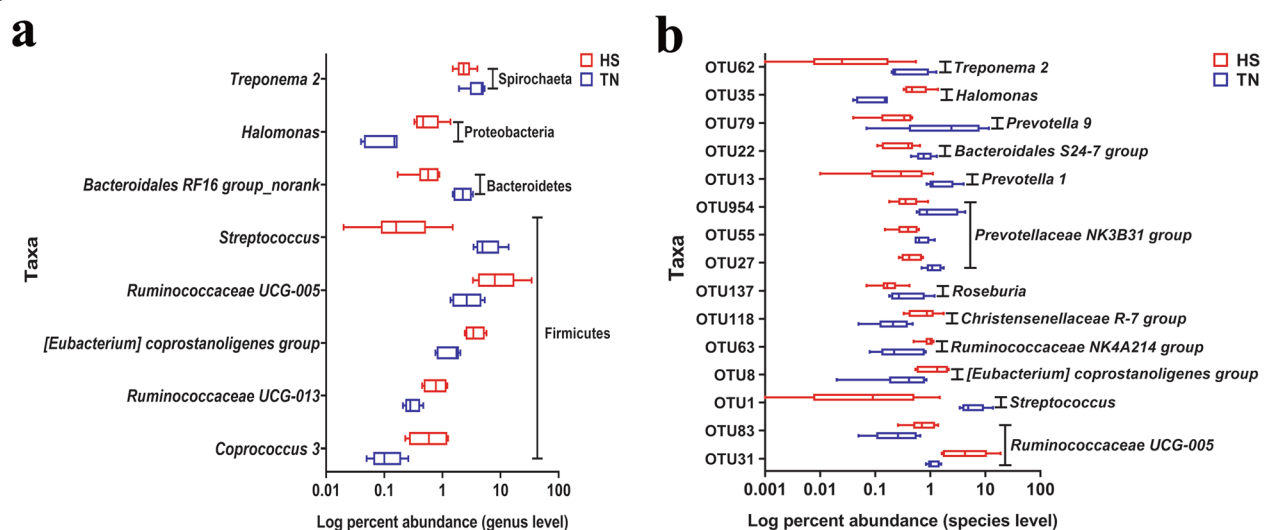 a
HS
TN
Treponema 2
Spirochaeta
Halomonas
Proteobacteria
Bacteroidales RF16 group_norank
Bacteroidetes
Streptococcus
Ruminococcaceae UCG-005
[Eubacterium] coprostanoligenes group
Firmicutes
Ruminococcaceae UCG-013
Coprococcus 3
Taxa
0.01 0.1 1 10 100
Log percent abundance (genus level)
b
HS
TN
OTU62 Treponema 2
OTU35 Halomonas
OTU79 Prevotella 9
OTU22 Bacteroidales S24-7 group
OTU13 Prevotella 1
OTU954
OTU55 Prevotellaceae NK3B31 group
OTU27
OTU137 Roseburia
OTU118 Christensenellaceae R-7 group
OTU63 Ruminococcaceae NK4A214 group
OTU8 [Eubacterium] coprostanoligenes group
OTU1 Streptococcus
OTU83 Ruminococcaceae UCG-005
OTU31
Taxa
0.001 0.01 0.1 1 10 100
Log percent abundance (species level)